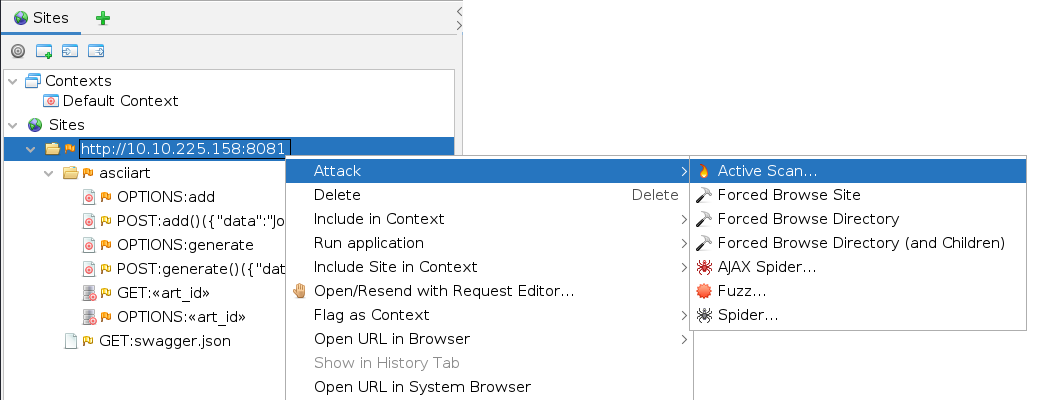 Sites
Contexts
Default Context
Sites
http://10.10.225.158:8081
asciiart
OPTIONS:add
POST:add()({"data":"Jo
OPTIONS:generate
POST:generate()({"dat
GET:«art_id»
OPTIONS:«art_id»
GET:swagger.json
Attack
Delete Delete
Include in Context
Run application
Include Site in Context
Open/Resend with Request Editor...
Flag as Context
Open URL in Browser
Show in History Tab
Open URL in System Browser
Active Scan...
Forced Browse Site
Forced Browse Directory
Forced Browse Directory (and Children)
AJAX Spider...
Fuzz...
Spider...